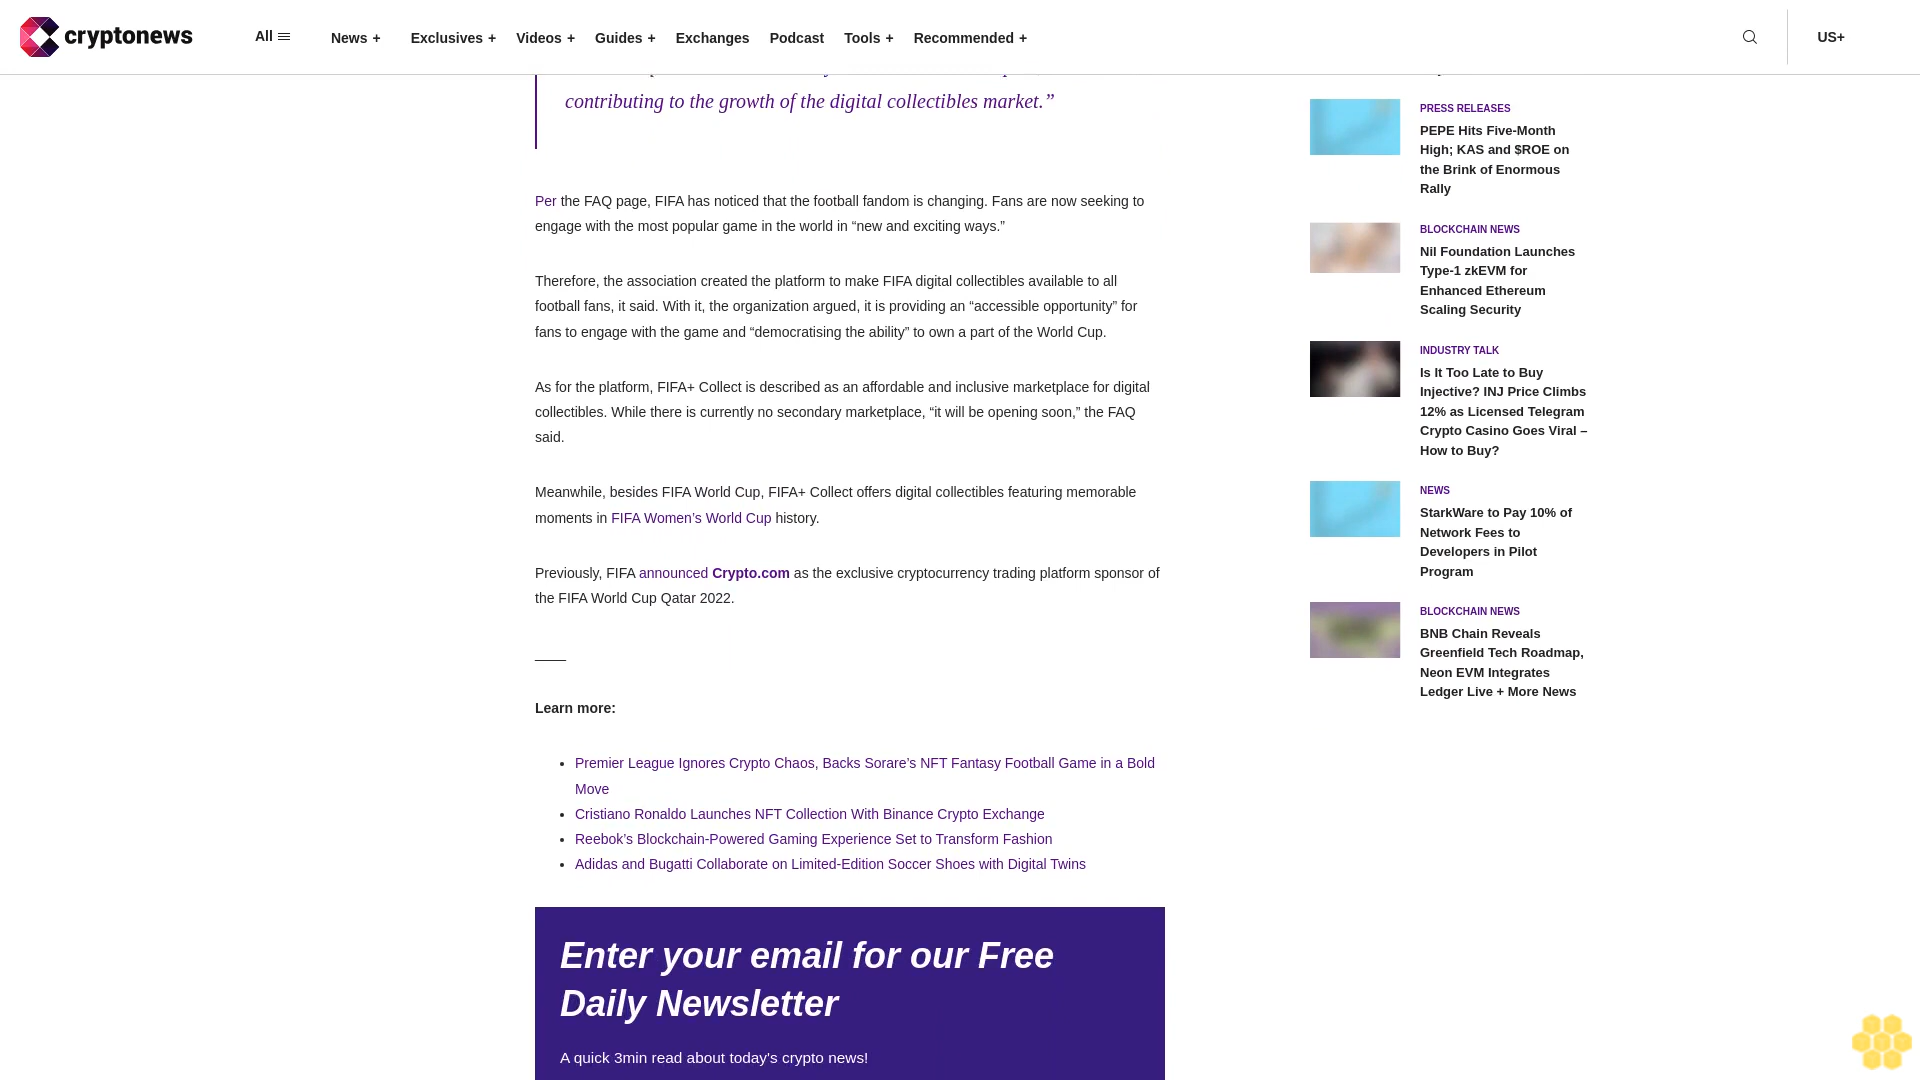 cryptonews
All
News +
Exclusives +
Videos +
Guides +
Exchanges
Podcast
Tools +
Recommended +
US+
contributing to the growth of the digital collectibles market.”
Per the FAQ page, FIFA has noticed that the football fandom is changing. Fans are now seeking to
engage with the most popular game in the world in “new and exciting ways.”
Therefore, the association created the platform to make FIFA digital collectibles available to all
football fans, it said. With it, the organization argued, it is providing an “accessible opportunity” for
fans to engage with the game and “democratising the ability” to own a part of the World Cup.
As for the platform, FIFA+ Collect is described as an affordable and inclusive marketplace for digital
collectibles. While there is currently no secondary marketplace, “it will be opening soon,” the FAQ
said.
Meanwhile, besides FIFA World Cup, FIFA+ Collect offers digital collectibles featuring memorable
moments in FIFA Women’s World Cup history.
Previously, FIFA announced Crypto.com as the exclusive cryptocurrency trading platform sponsor of
the FIFA World Cup Qatar 2022.
____
Learn more:
• Premier League Ignores Crypto Chaos, Backs Sorare’s NFT Fantasy Football Game in a Bold
Move
• Cristiano Ronaldo Launches NFT Collection With Binance Crypto Exchange
• Reebok’s Blockchain-Powered Gaming Experience Set to Transform Fashion
• Adidas and Bugatti Collaborate on Limited-Edition Soccer Shoes with Digital Twins
Enter your email for our Free
Daily Newsletter
A quick 3min read about today's crypto news!
PRESS RELEASES
PEPE Hits Five-Month
High; KAS and $ROE on
the Brink of Enormous
Rally
BLOCKCHAIN NEWS
Nil Foundation Launches
Type-1 zkEVM for
Enhanced Ethereum
Scaling Security
INDUSTRY TALK
Is It Too Late to Buy
Injective? INJ Price Climbs
12% as Licensed Telegram
Crypto Casino Goes Viral –
How to Buy?
NEWS
StarkWare to Pay 10% of
Network Fees to
Developers in Pilot
Program
BLOCKCHAIN NEWS
BNB Chain Reveals
Greenfield Tech Roadmap,
Neon EVM Integrates
Ledger Live + More News